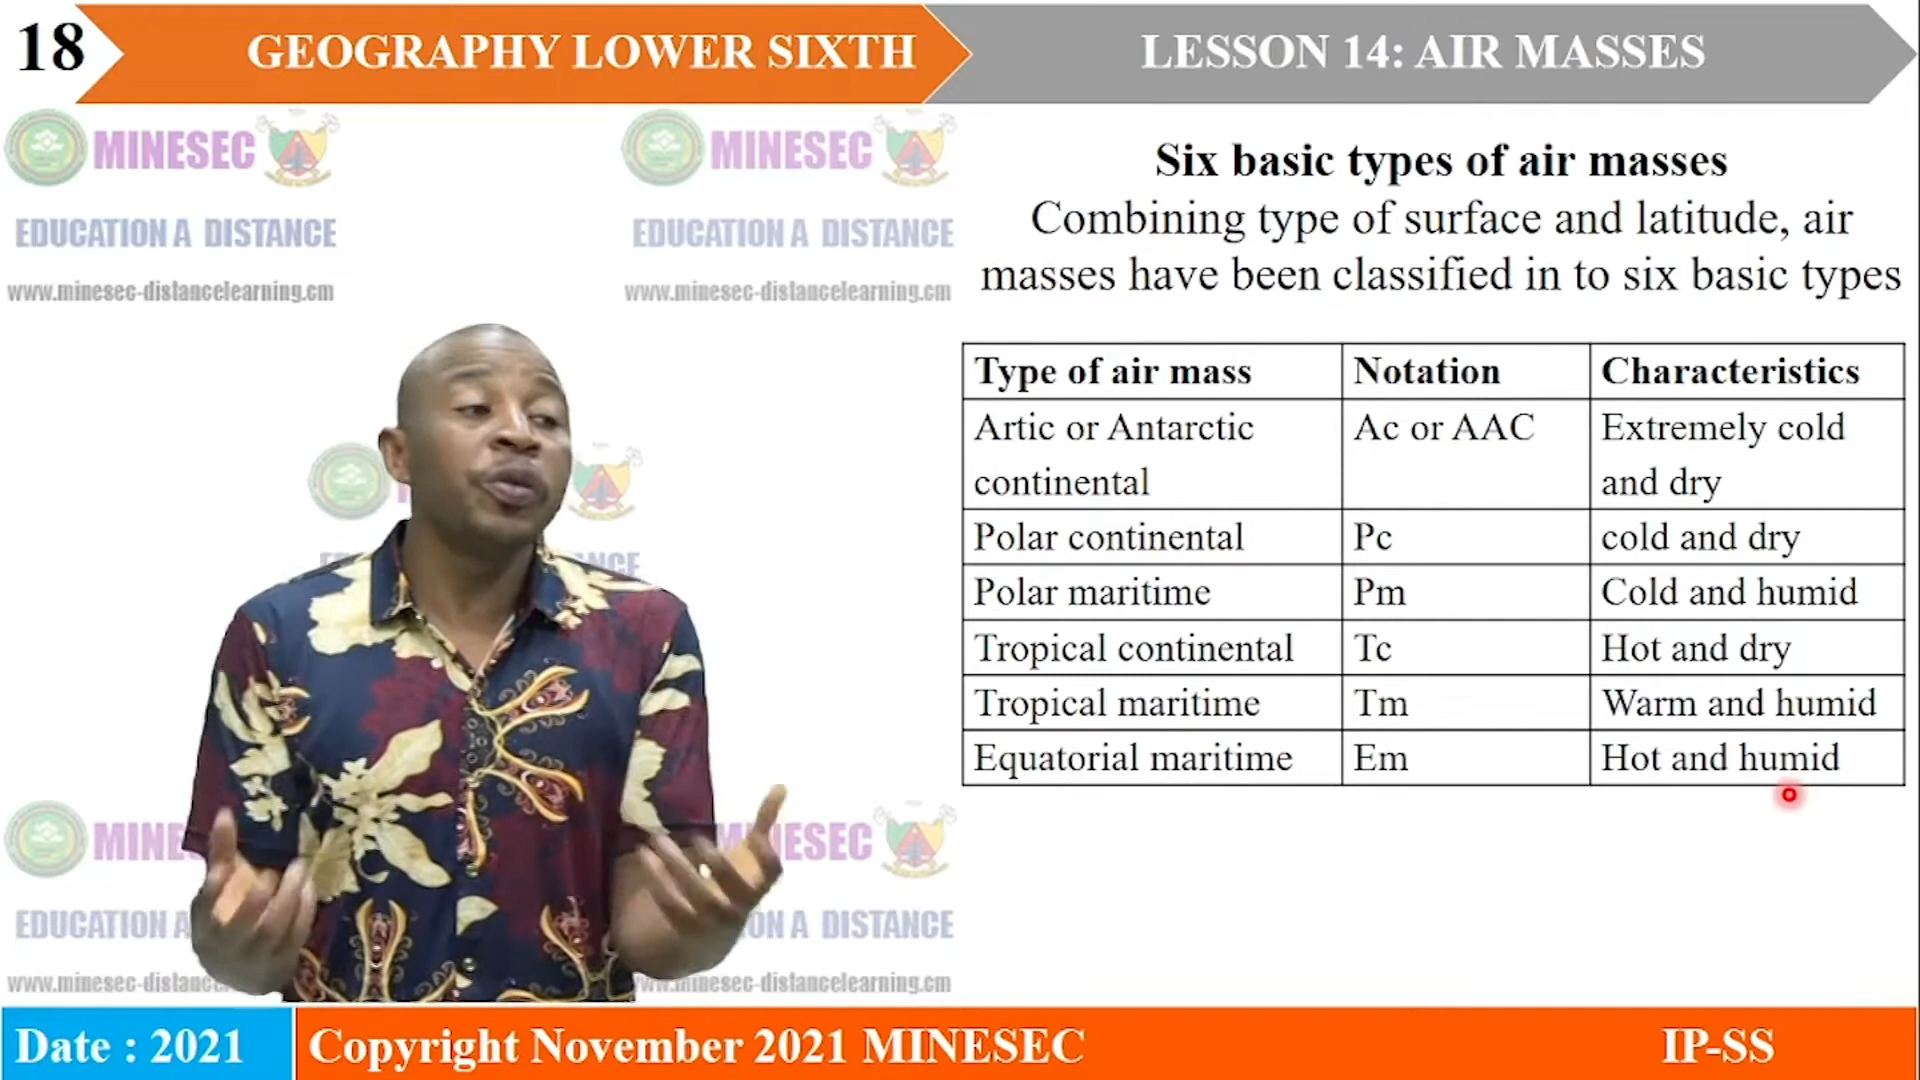 18
GEOGRAPHY LOWER SIXTH
LESSON 14: AIR MASSES
MINESEC
EDUCATION A DISTANCE
www.minesec-distancelearning.cm
MINESEC
EDUCATION A DISTANCE
www.minesec-distancelearning.cm
Six basic types of air masses
Combining type of surface and latitude, air
masses have been classified in to six basic types
Type of air mass Notation Characteristics
Artic or Antarctic Ac or AAC Extremely cold
continental and dry
Polar continental Pc cold and dry
Polar maritime Pm Cold and humid
Tropical continental Tc Hot and dry
Tropical maritime Tm Warm and humid
Equatorial maritime Em Hot and humid
MINESEC
EDUCATION A DISTANCE
Date : 2021
Copyright November 2021 MINESEC
IP-SS